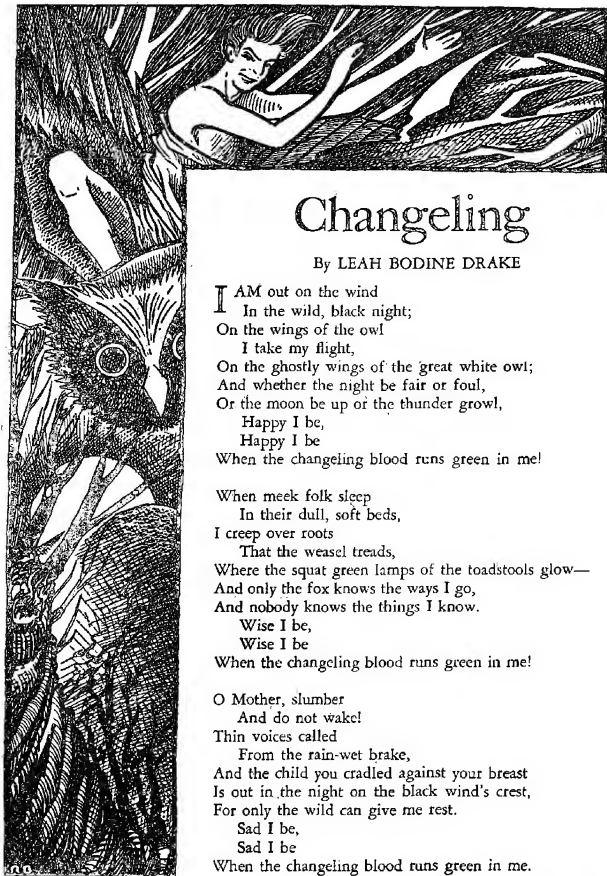 Changeling
By LEAH BODINE DRAKE
I AM out on the wind
In the wild, black night;
On the wings of the owl
I take my flight,
On the ghostly wings of the great white owl;
And whether the night be fair or foul,
Or the moon be up or the thunder growl,
Happy I be,
Happy I be
When the changeling blood runs green in me!
When meek folk sleep
In their dull, soft beds,
I creep over roots
That the weasel treads,
Where the squat green lamps of the toadstools glow—
And only the fox knows the ways I go,
And nobody knows the things I know.
Wise I be,
Wise I be
When the changeling blood runs green in me!
O Mother, slumber
And do not wake!
Thin voices called
From the rain-wet brake,
And the child you cradled against your breast
Is out in the night on the black wind's crest,
For only the wild can give me rest.
Sad I be,
Sad I be
When the changeling blood runs green in me.